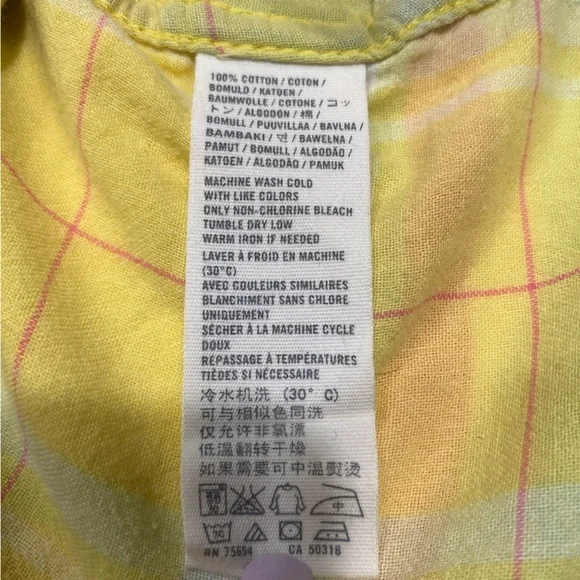 100% COTTON / COTON /
BOMULD / KATOEN /
BAUMWOLLE / COTONE / コッ
トン / ALGODON / 棉 /
BOMULL / PUUVILLAA / BAVLNA /
BAMBAKI / 면 / BAWEŁNA /
PAMUT / BOMULL / ALGODÃO /
KATOEN / ALGODÃO / PAMUK
MACHINE WASH COLD
WITH LIKE COLORS
ONLY NON-CHLORINE BLEACH
TUMBLE DRY LOW
WARM IRON IF NEEDED
LAVER À FROID EN MACHINE
(30°C)
AVEC COULEURS SIMILAIRES
BLANCHIMENT SANS CHLORE
UNIQUEMENT
SÉCHER À LA MACHINE CYCLE
DOUX
REPASSAGE À TEMPÉRATURES
TIÈDES SI NÉCESSAIRE
冷水机洗 (30° C)
可与相似色同洗
仅允许非氯漂
低温翻转干燥
如果需要可中温熨烫
中
30
RN 75654 CA 50316